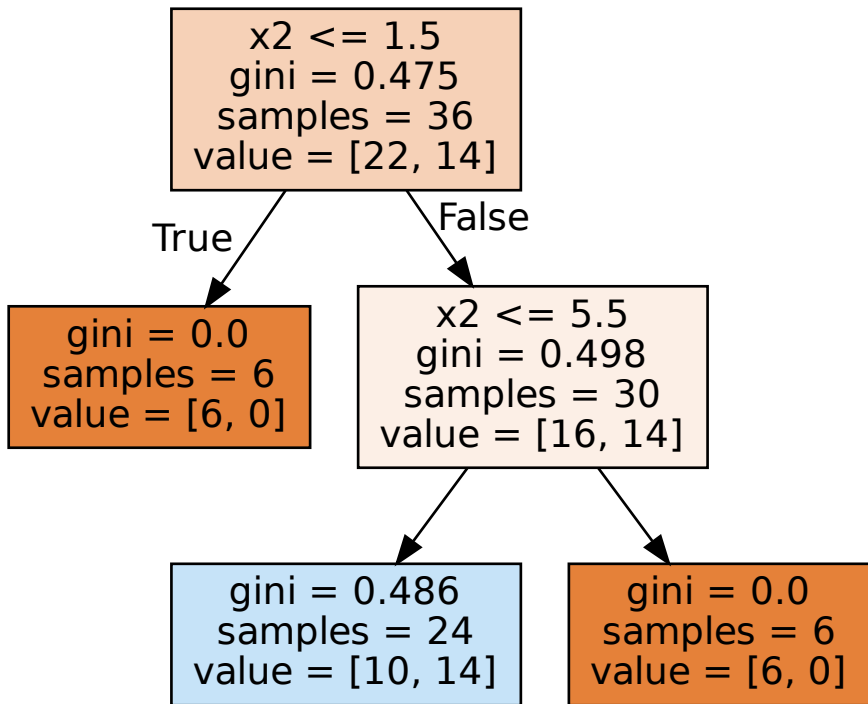 x2 <= 1.5
gini = 0.475
samples = 36
value = [22, 14]
True
False
gini = 0.0
samples = 6
value = [6, 0]
x2 <= 5.5
gini = 0.498
samples = 30
value = [16, 14]
gini = 0.486
samples = 24
value = [10, 14]
gini = 0.0
samples = 6
value = [6, 0]